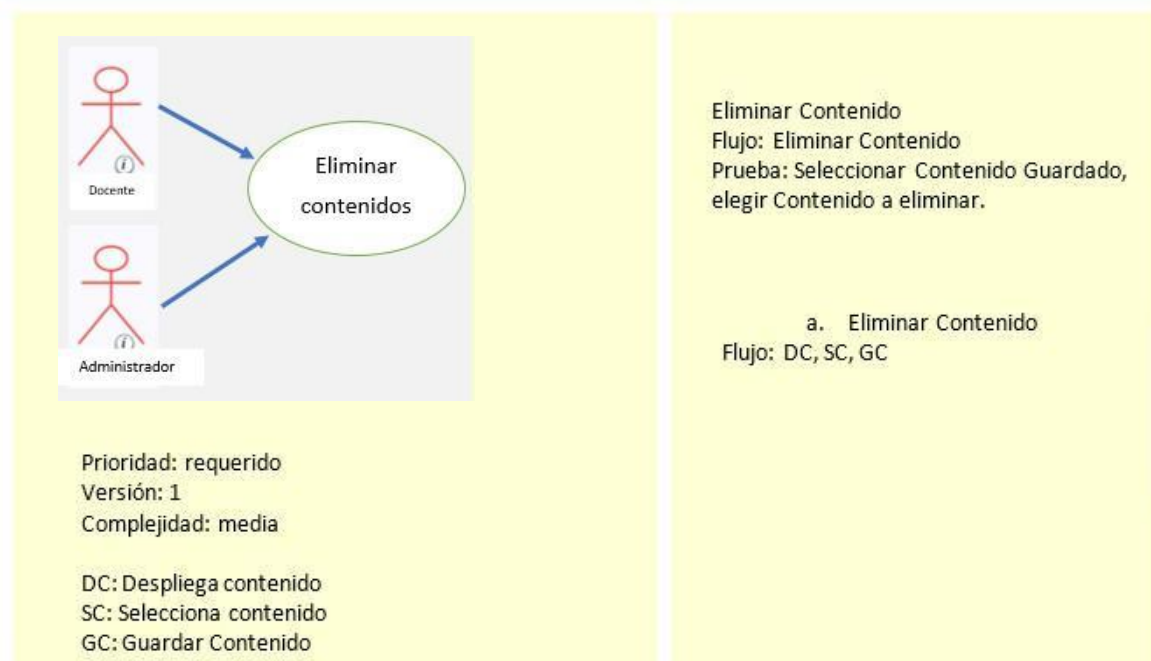 Docente
Eliminar
contenidos
Administrador
Prioridad: requerido
Versión: 1
Complejidad: media
DC: Despliega contenido
SC: Selecciona contenido
GC: Guardar Contenido
Eliminar Contenido
Flujo: Eliminar Contenido
Prueba: Seleccionar Contenido Guardado,
elegir Contenido a eliminar.
a. Eliminar Contenido
Flujo: DC, SC, GC